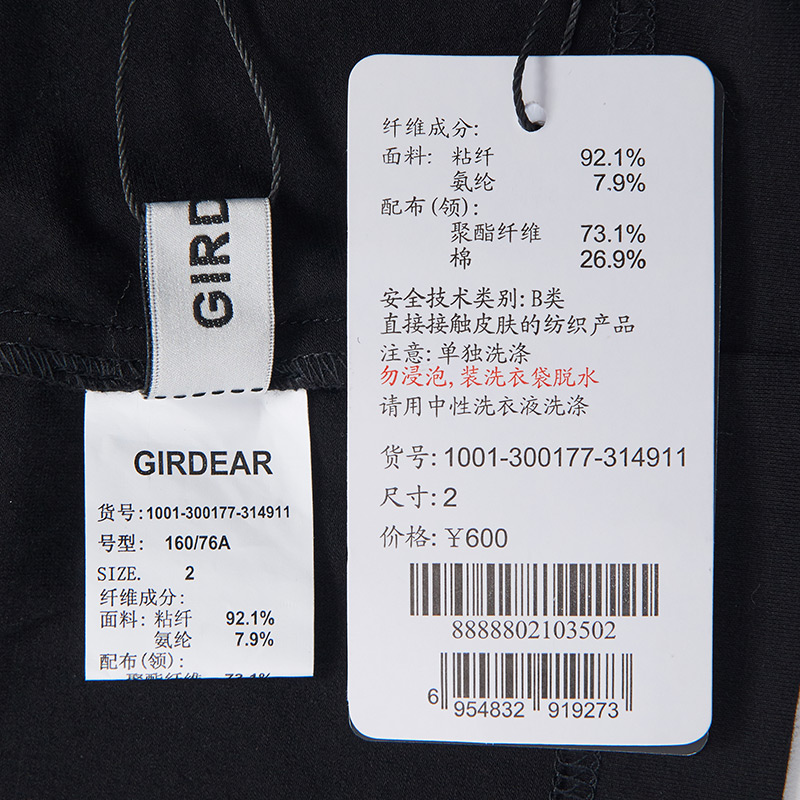 GIRD
GIRDEAR
货号:1001-300177-314911
号型: 160/76A
SIZE. 2
纤维成分:
面料: 粘纤 92.1%
氨纶 7.9%
配布(领):
聚酯纤维 73.1%
纤维成分:
面料: 粘纤 92.1%
氨纶 7.9%
配布(领):
聚酯纤维 73.1%
棉 26.9%
安全技术类别: B类
直接接触皮肤的纺织产品
注意: 单独洗涤
勿浸泡, 装洗衣袋脱水
请用中性洗衣液洗涤
货号: 1001-300177-314911
尺寸: 2
价格: ¥600
8888802103502
6 954832 919273